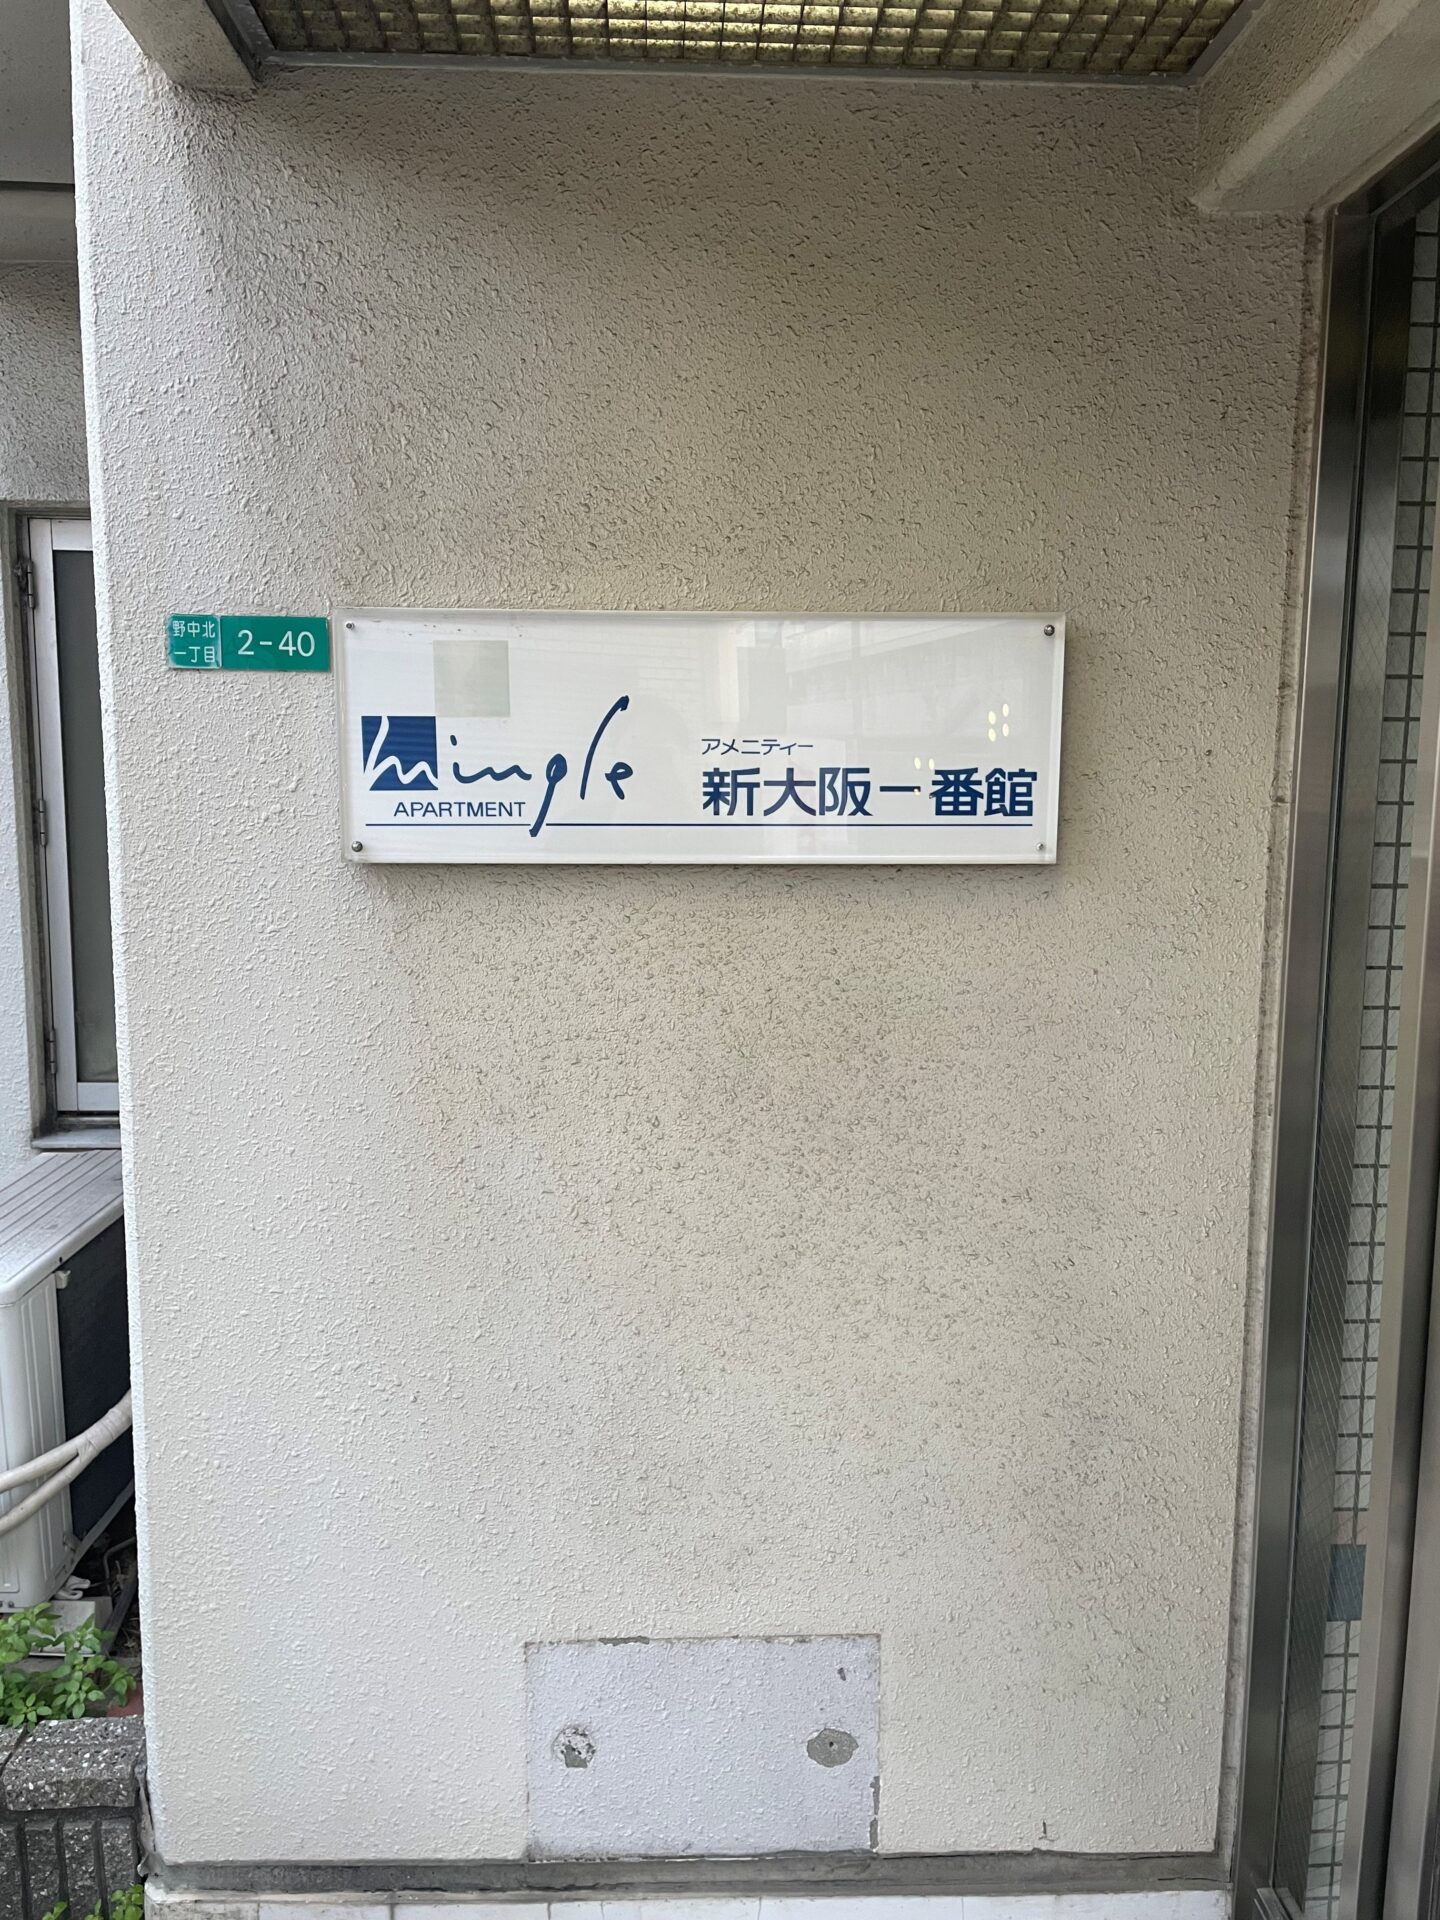 野中北
一丁目
2-40
mingle
APARTMENT
アメニティー
新大阪一番館